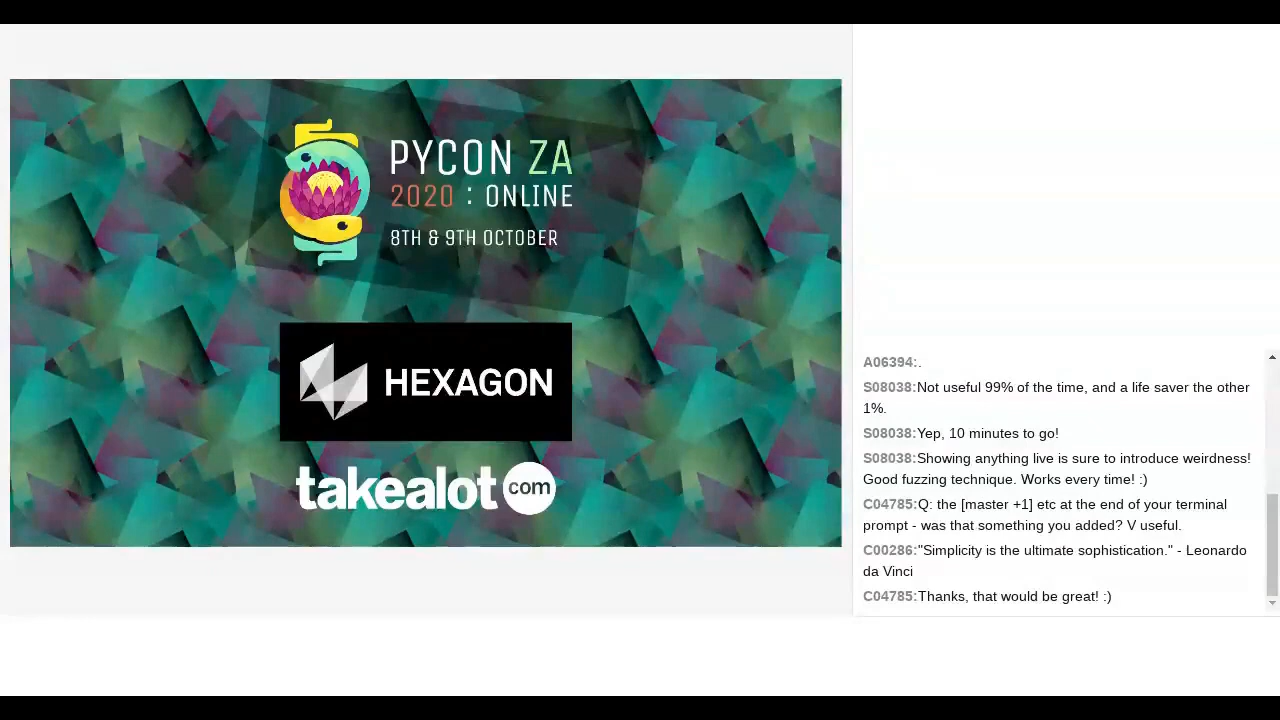 PYCON ZA
2020 : ONLINE
8TH & 9TH OCTOBER
HEXAGON
takealot com
A06394:.
S08038:Not useful 99% of the time, and a life saver the other
1%.
S08038:Yep, 10 minutes to go!
S08038:Showing anything live is sure to introduce weirdness!
Good fuzzing technique. Works every time! :)
C04785:Q: the [master +1] etc at the end of your terminal
prompt - was that something you added? V useful.
C00286:"Simplicity is the ultimate sophistication." - Leonardo
da Vinci
C04785:Thanks, that would be great! :)